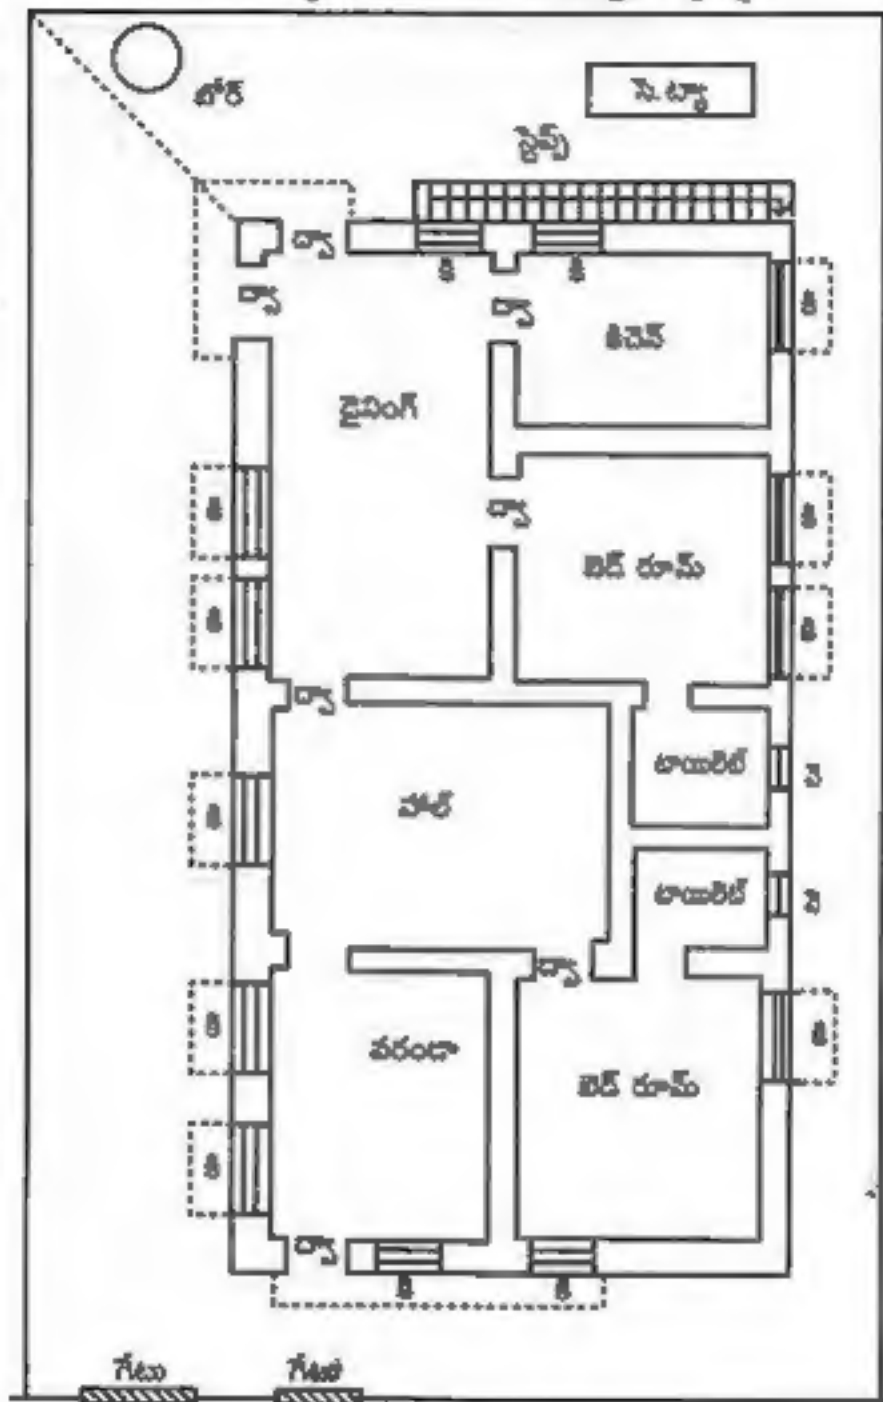 బోర్
సె.ట్యా
స్టెప్స్
ద్వా
కి
కి
ద్వా
ద్వా
కి
కిచెన్
డైనింగ్
కి
కి
ద్వా
బెడ్ రూమ్
కి
కి
ద్వా
టాయిలెట్
వె
హాల్
కి
టాయిలెట్
వె
ద్వా
కి
వరండా
కి
బెడ్ రూమ్
కి
ద్వా
కి
కి
గేటు
గేటు